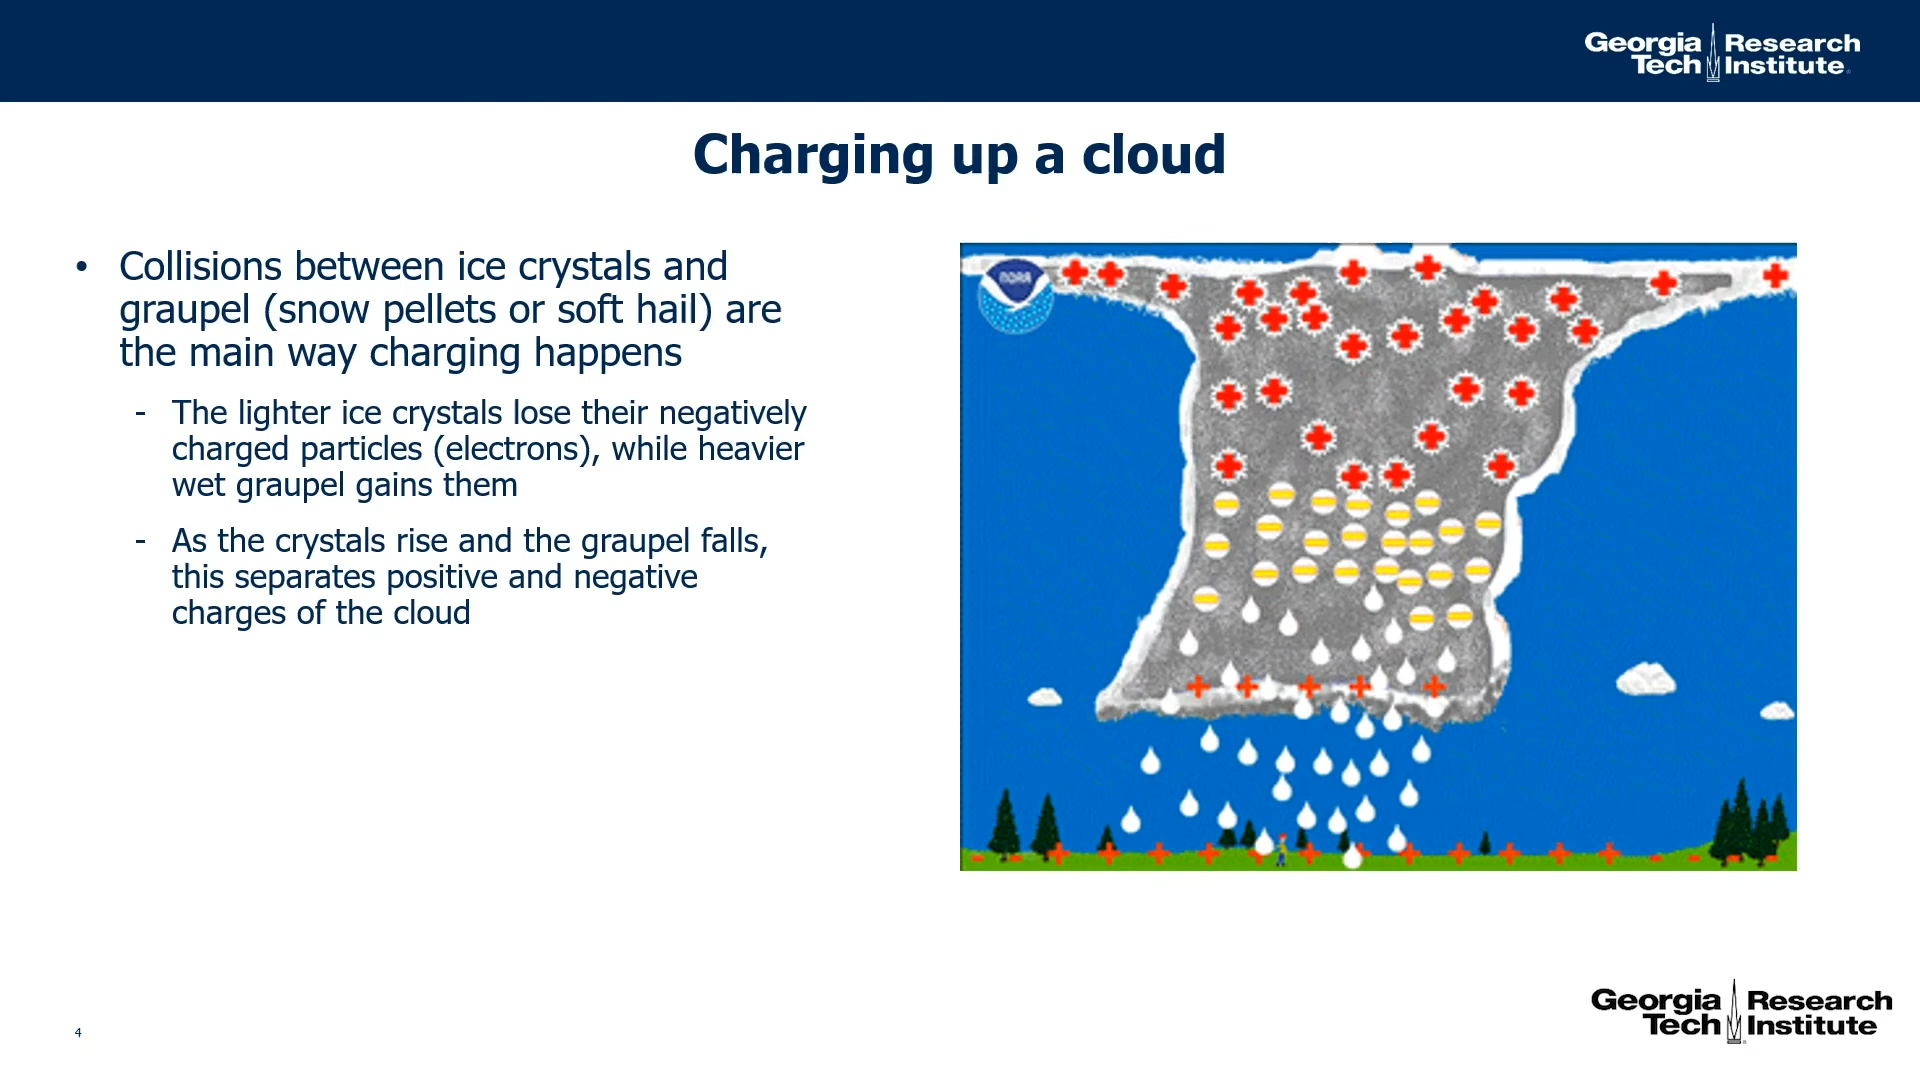 Georgia Research
Tech Institute
Charging up a cloud
• Collisions between ice crystals and
graupel (snow pellets or soft hail) are
the main way charging happens
- The lighter ice crystals lose their negatively
charged particles (electrons), while heavier
wet graupel gains them
- As the crystals rise and the graupel falls,
this separates positive and negative
charges of the cloud
NOAA
4
Georgia Research
Tech Institute